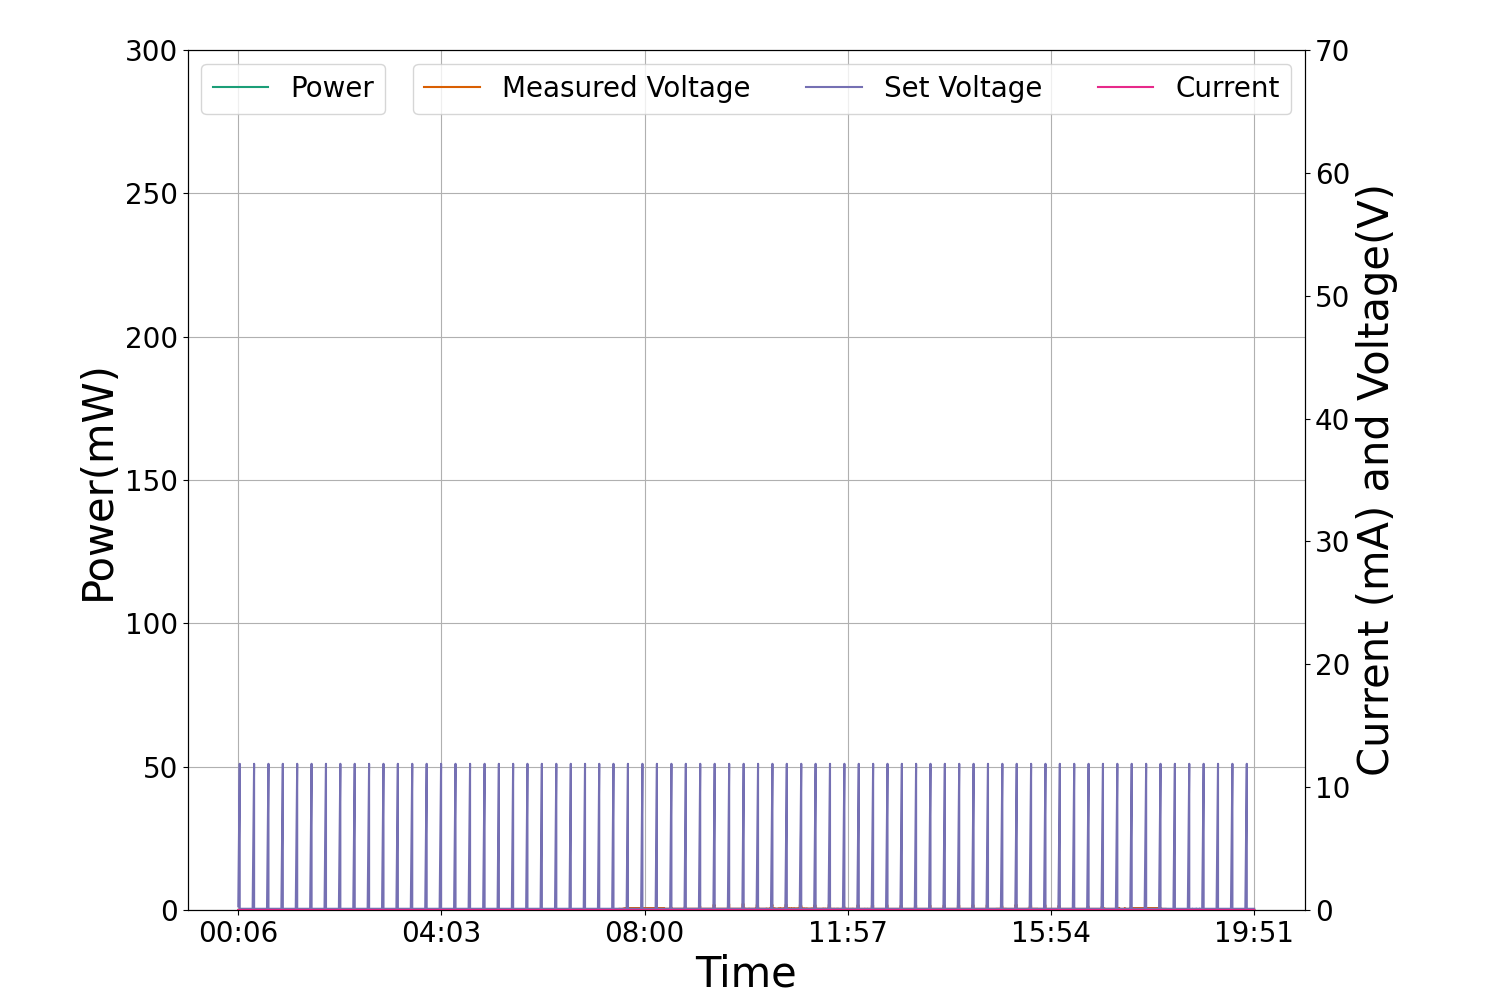 300
250
200
150
100
50
0
Power(mW)
Power
Measured Voltage
Set Voltage
Current
70
60
50
40
30
20
10
0
Current (mA) and Voltage(V)
00:06 04:03 08:00 11:57 15:54 19:51
Time